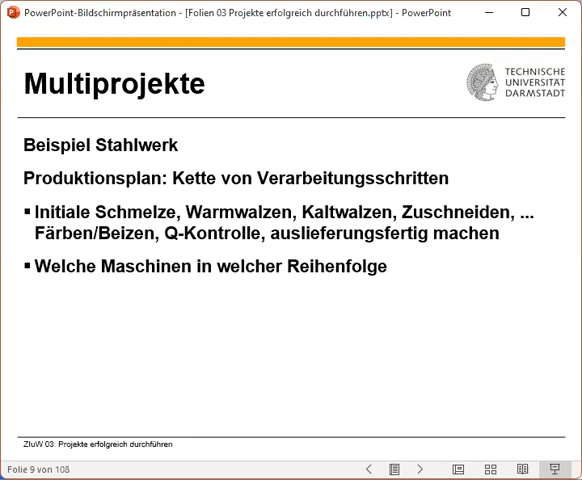 PowerPoint-Bildschirmpräsentation - [Folien 03 Projekte erfolgreich durchführen.pptx] - PowerPoint
Multiprojekte
TECHNISCHE
UNIVERSITÄT
DARMSTADT
Beispiel Stahlwerk
Produktionsplan: Kette von Verarbeitungsschritten
▪ Initiale Schmelze, Warmwalzen, Kaltwalzen, Zuschneiden, ...
Färben/Beizen, Q-Kontrolle, auslieferungsfertig machen
▪ Welche Maschinen in welcher Reihenfolge
ZIuW 03: Projekte erfolgreich durchführen
Folie 9 von 108